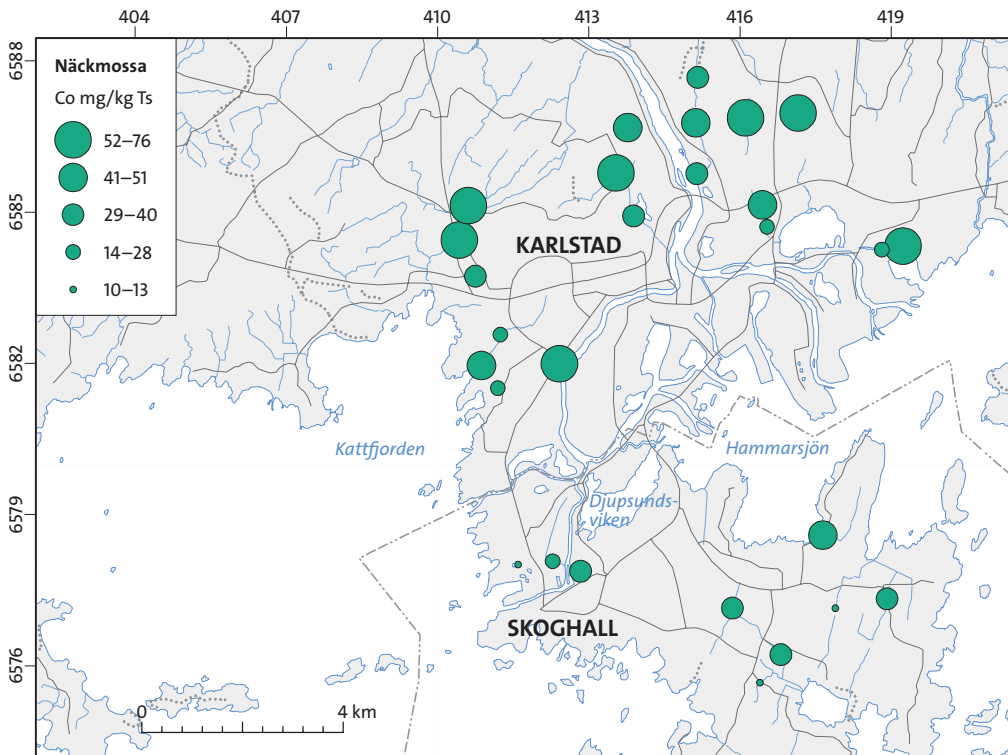 404 407 410 413 416 419
6588
6585
6582
6579
6576
Näckmossa
Co mg/kg Ts
52–76
41–51
29–40
14–28
10–13
KARLSTAD
Kattfjorden
Hammarsjön
Djupsunds-
viken
SKOGHALL
0 4 km